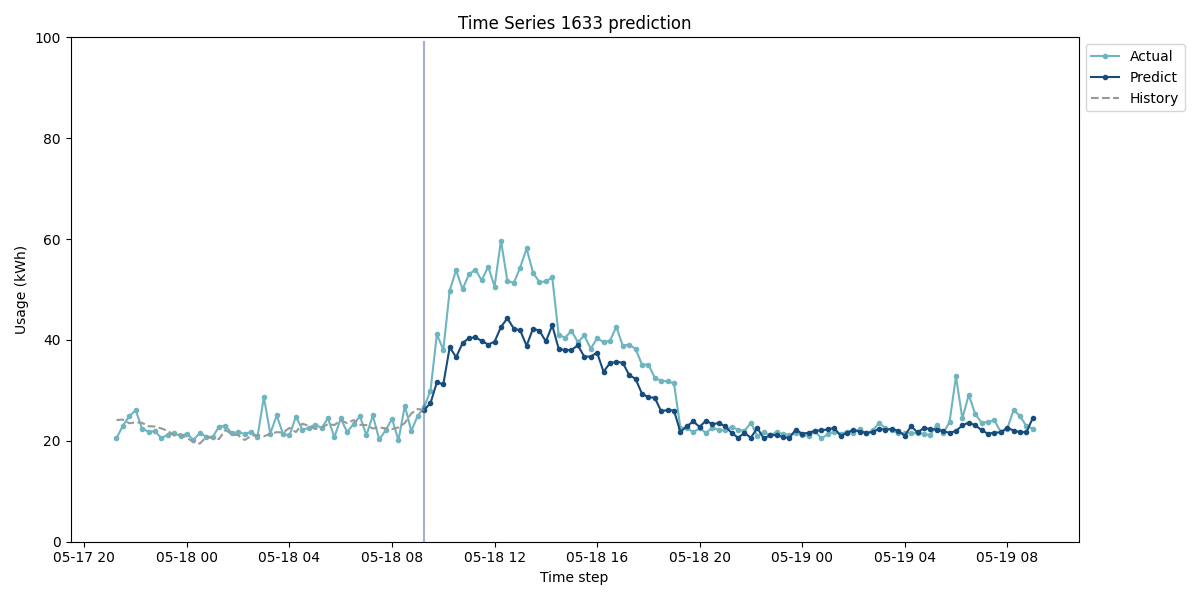 Time Series 1633 prediction
100
80
60
40
20
0
Usage (kWh)
05-17 20
05-18 00
05-18 04
05-18 08
05-18 12
05-18 16
05-18 20
05-19 00
05-19 04
05-19 08
Time step
Actual
Predict
History